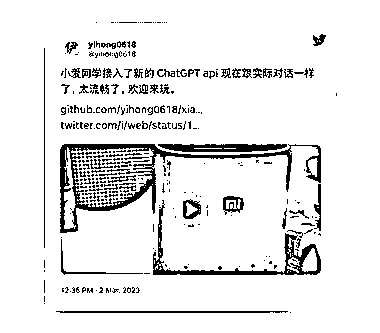 yihong0618
@yihong0618
小爱同学接入了新的 ChatGPT api 现在跟实际对话一样
了，太流畅了，欢迎来玩。
github.com/yihong0618/xia...
twitter.com/i/web/status/1...
12:36 PM · 2 Mar, 2023